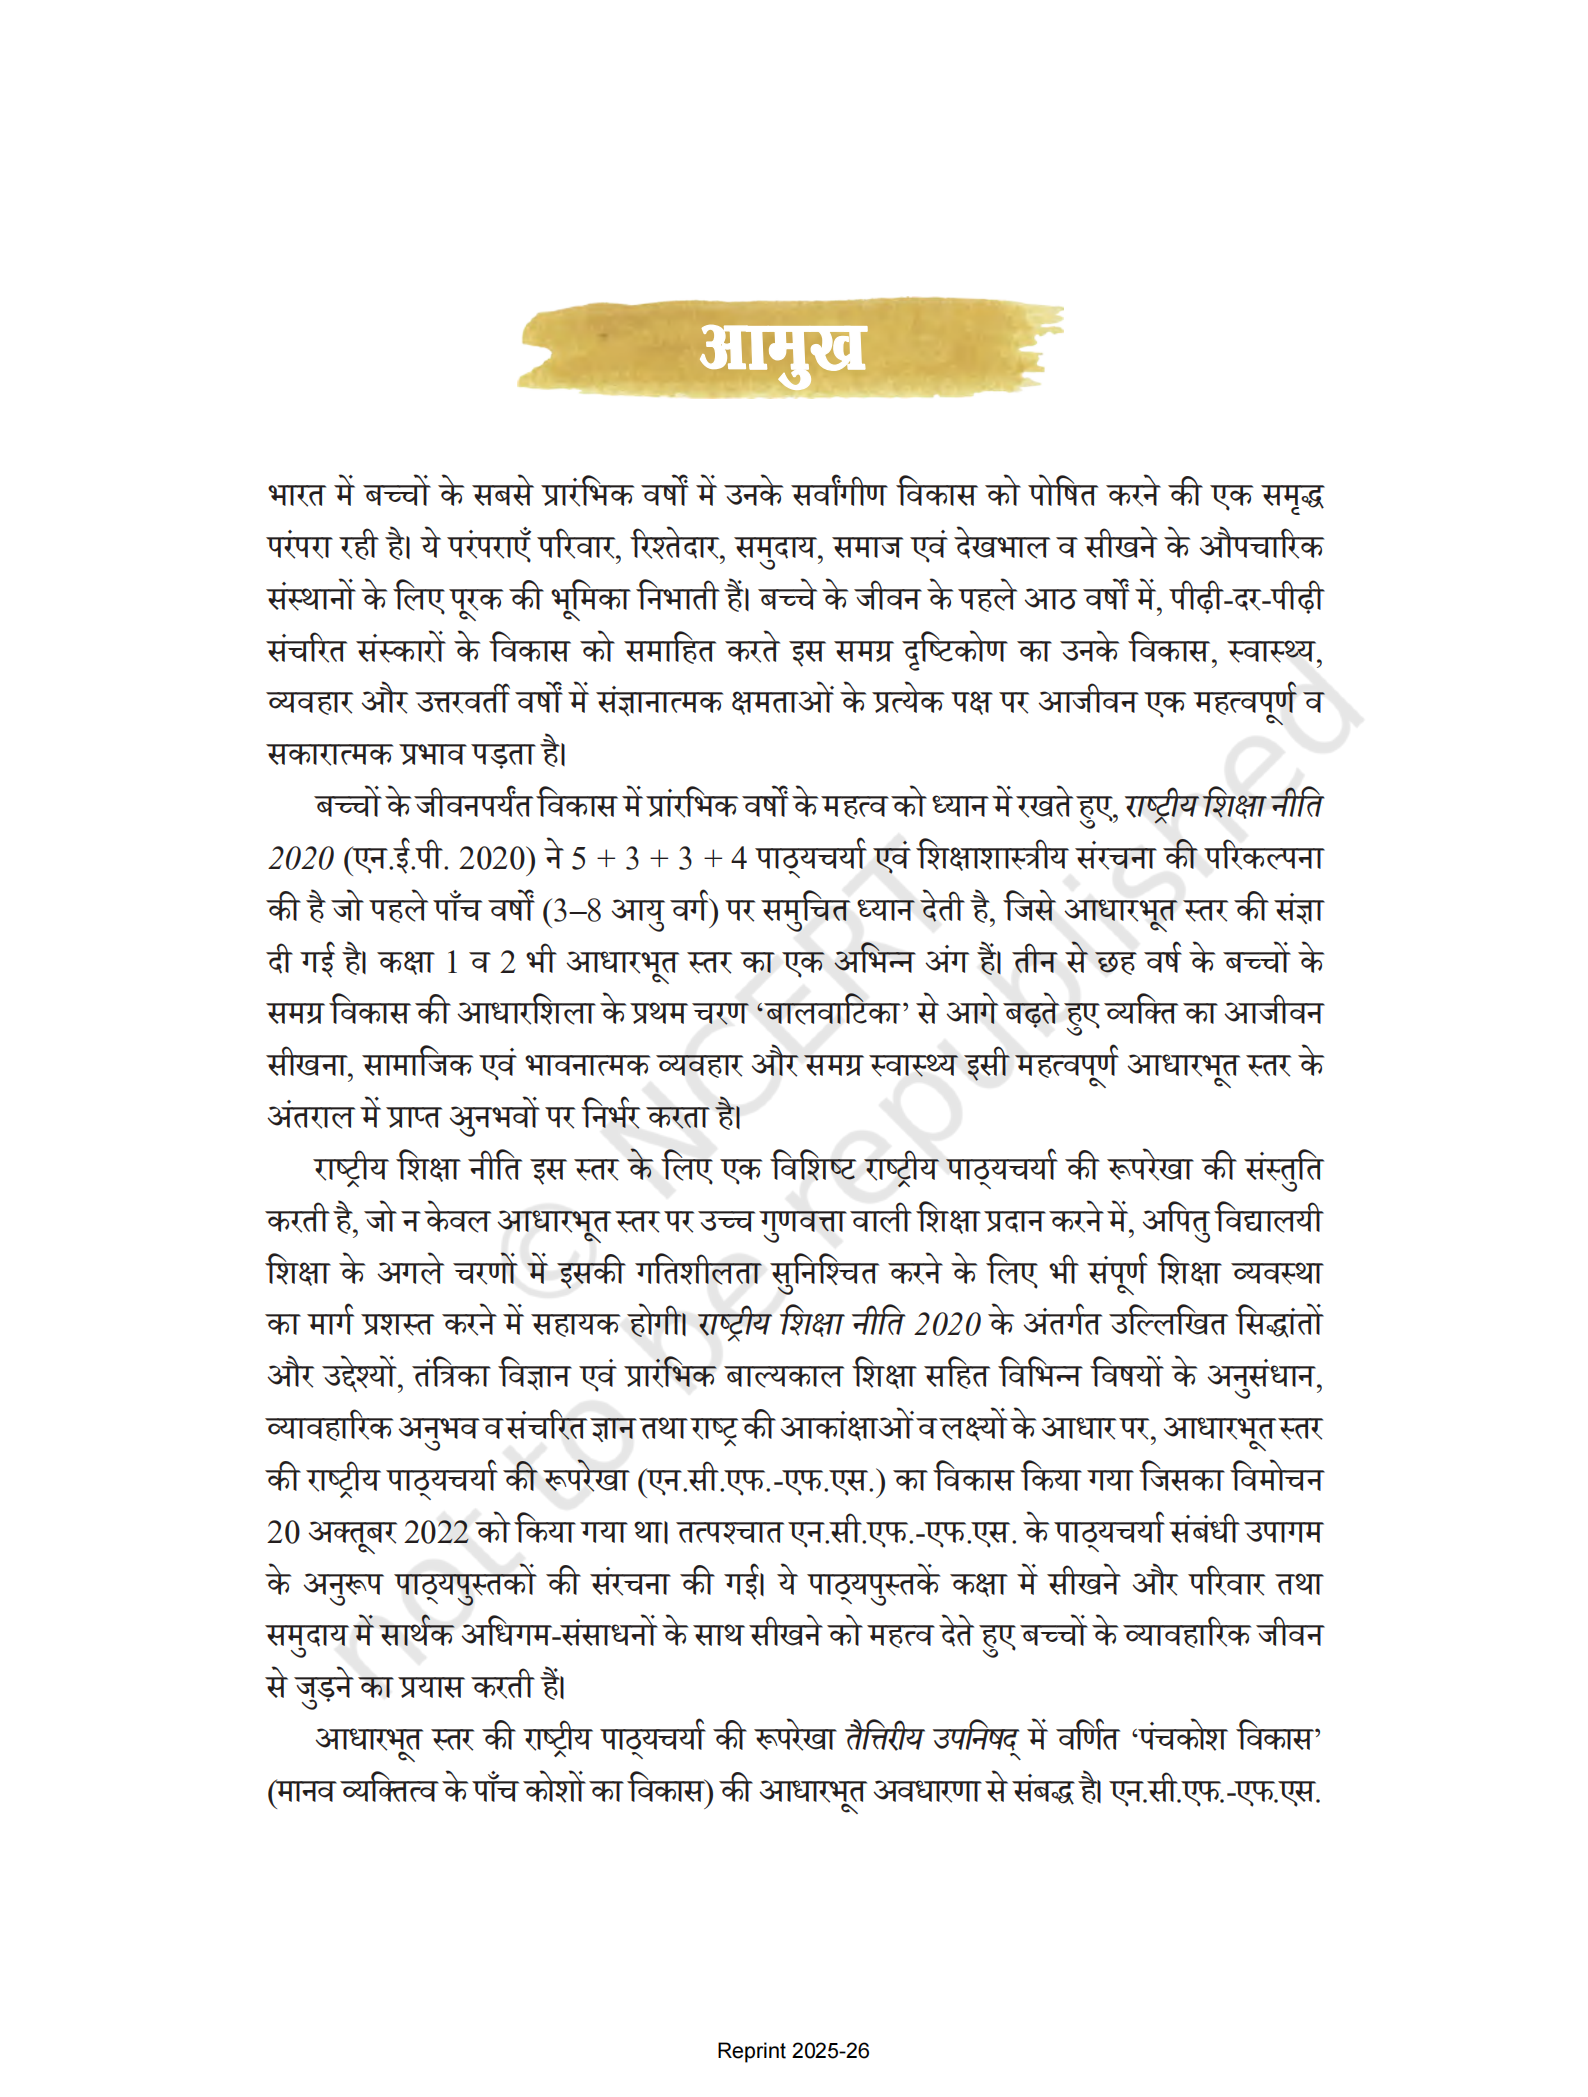 आमुख
भारत में बच्चों के सबसे प्रारंभिक वर्षों में उनके सर्वांगीण विकास को पोषित करने की एक समृद्ध
परंपरा रही है। ये परंपराएँ परिवार, रिश्तेदार, समुदाय, समाज एवं देखभाल व सीखने के औपचारिक
संस्थानों के लिए पूरक की भूमिका निभाती हैं। बच्चे के जीवन के पहले आठ वर्षों में, पीढ़ी-दर-पीढ़ी
संचरित संस्कारों के विकास को समाहित करते इस समग्र दृष्टिकोण का उनके विकास, स्वास्थ्य,
व्यवहार और उत्तरवर्ती वर्षों में संज्ञानात्मक क्षमताओं के प्रत्येक पक्ष पर आजीवन एक महत्वपूर्ण व
सकारात्मक प्रभाव पड़ता है।
बच्चों के जीवनपर्यंत विकास में प्रांरभिक वर्षों के महत्व को ध्यान में रखते हुए, राष्ट्रीय शिक्षा नीति
2020 (एन.ई.पी. 2020) ने 5 + 3 + 3 + 4 पाठ्यचर्या एवं शिक्षाशास्त्रीय संरचना की परिकल्पना
की है जो पहले पाँच वर्षों (3–8 आयु वर्ग) पर समुचित ध्यान देती है, जिसे आधारभूत स्तर की संज्ञा
दी गई है। कक्षा 1 व 2 भी आधारभूत स्तर का एक अभिन्न अंग हैं। तीन से छह वर्ष के बच्चों के
समग्र विकास की आधारशिला के प्रथम चरण ‘बालवाटिका’ से आगे बढ़ते हुए व्यक्ति का आजीवन
सीखना, सामाजिक एवं भावनात्मक व्यवहार और समग्र स्वास्थ्य इसी महत्वपूर्ण आधारभूत स्तर के
अंतराल में प्राप्त अुनभवों पर निर्भर करता है।
राष्ट्रीय शिक्षा नीति इस स्तर के लिए एक विशिष्ट राष्ट्रीय पाठ्यचर्या की रूपरेखा की संस्तुति
करती है, जो न केवल आधारभूत स्तर पर उच्च गुणवत्ता वाली शिक्षा प्रदान करने में, अपितु विद्यालयी
शिक्षा के अगले चरणों में इसकी गतिशीलता सुनिश्चित करने के लिए भी संपूर्ण शिक्षा व्यवस्था
का मार्ग प्रशस्त करने में सहायक होगी। राष्ट्रीय शिक्षा नीति 2020 के अंतर्गत उल्लिखित सिद्धांतों
और उद्देश्यों, तंत्रिका विज्ञान एवं प्रारंभिक बाल्यकाल शिक्षा सहित विभिन्न विषयों के अनुसंधान,
व्यावहारिक अनुभव व संचरित ज्ञान तथा राष्ट्र की आकांक्षाओं व लक्ष्यों के आधार पर, आधारभूत स्तर
की राष्ट्रीय पाठ्यचर्या की रूपरेखा (एन.सी.एफ.-एफ.एस.) का विकास किया गया जिसका विमोचन
20 अक्तूबर 2022 को किया गया था। तत्पश्चात एन.सी.एफ.-एफ.एस. के पाठ्यचर्या संबंधी उपागम
के अनुरूप पाठ्यपुस्तकों की संरचना की गई। ये पाठ्यपुस्तकें कक्षा में सीखने और परिवार तथा
समुदाय में सार्थक अधिगम-संसाधनों के साथ सीखने को महत्व देते हुए बच्चों के व्यावहारिक जीवन
से जुड़ने का प्रयास करती हैं।
आधारभूत स्तर की राष्ट्रीय पाठ्यचर्या की रूपरेखा तैत्तिरीय उपनिषद् में वर्णित ‘पंचकोश विकास’
(मानव व्यक्तित्व के पाँच कोशों का विकास) की आधारभूत अवधारणा से संबद्ध है। एन.सी.एफ.-एफ.एस.
© NCERT
not to be republished
Reprint 2025-26